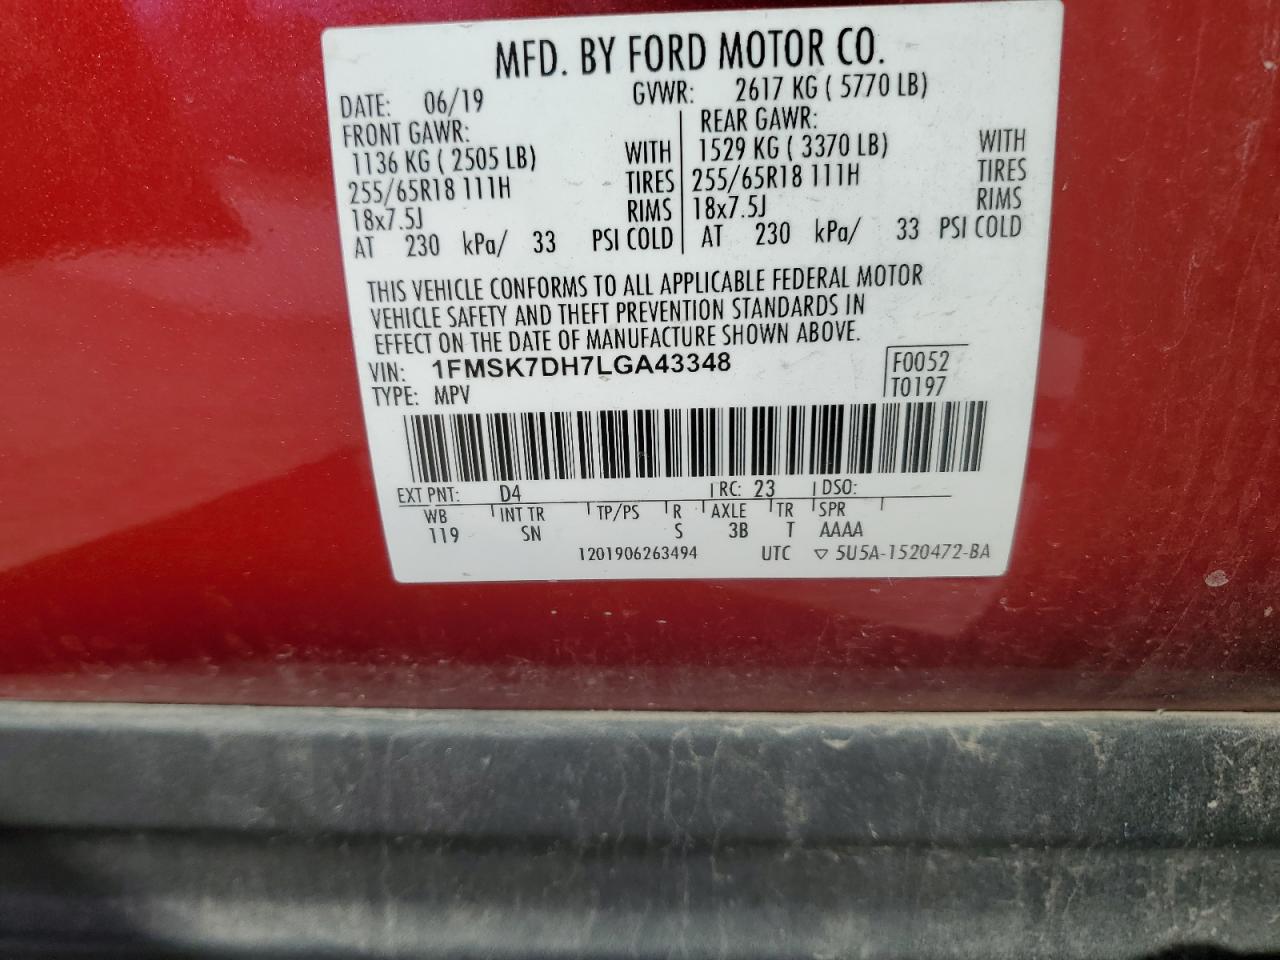 MFD. BY FORD MOTOR CO.
DATE: 06/19 GVWR: 2617 KG ( 5770 LB)
FRONT GAWR: REAR GAWR:
1136 KG ( 2505 LB) WITH 1529 KG ( 3370 LB) WITH
255/65R18 111H TIRES 255/65R18 111H TIRES
18x7.5J RIMS 18x7.5J RIMS
AT 230 kPa/ 33 PSI COLD AT 230 kPa/ 33 PSI COLD
THIS VEHICLE CONFORMS TO ALL APPLICABLE FEDERAL MOTOR
VEHICLE SAFETY AND THEFT PREVENTION STANDARDS IN
EFFECT ON THE DATE OF MANUFACTURE SHOWN ABOVE.
VIN: 1FMSK7DH7LGA43348 F0052
TYPE: MPV T0197
EXT PNT: D4 RC: 23 DSO:
WB INT TR TP/PS R AXLE TR SPR
119 SN S 3B T AAAA
1201906263494 UTC ▽ 5U5A-1520472-BA